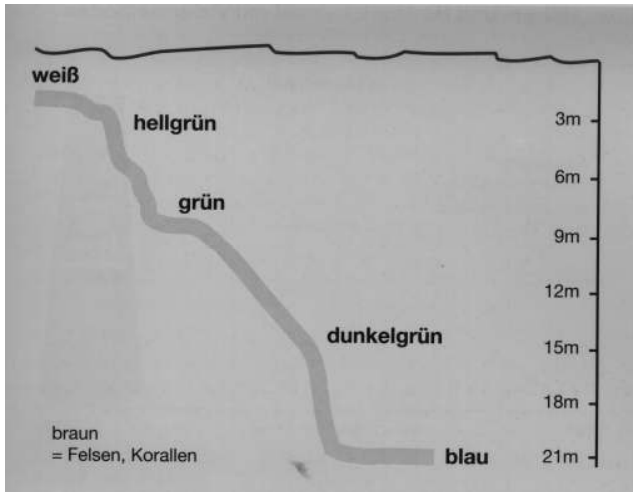 weiß
hellgrün
3m
6m
grün
9m
12m
dunkelgrün
15m
18m
braun
= Felsen, Korallen
blau
21m